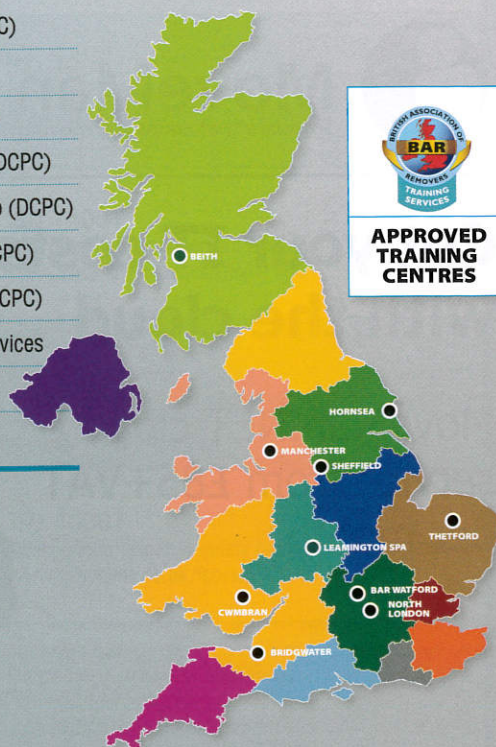 C)
DCPC)
o (DCPC)
CPC)
CPC)
vices
BRITISH ASSOCIATION OF
BAR
REMOVERS
TRAINING
SERVICES
APPROVED
TRAINING
CENTRES
BEITH
HORNSEA
MANCHESTER
SHEFFIELD
THETFORD
LEAMINGTON SPA
BAR WATFORD
NORTH
LONDON
CWMBRAN
BRIDGWATER